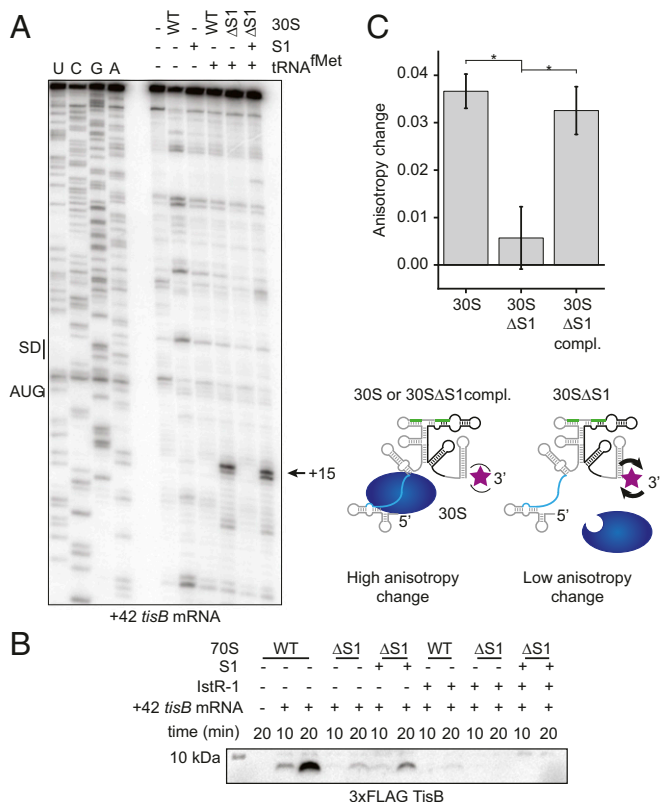 A
- WT - WT ΔS1 ΔS1 30S
- - + - - + S1
- - - + + + tRNAfMet
U C G A
SD
AUG
+15
+42 tisB mRNA
C
Anisotropy change
0.04
0.03
0.02
0.01
0.00
* *
30S
30S ΔS1
30S ΔS1 compl.
30S or 30SΔS1compl.
30SΔS1
3’
5’
30S
3’
5’
High anisotropy change
Low anisotropy change
B
70S WT ΔS1 ΔS1 WT ΔS1 ΔS1
S1 - - - - - + + - - - - + +
IstR-1 - - - - - - - + + + + + +
+42 tisB mRNA - + + + + + + + + + + + +
time (min) 20 10 20 10 20 10 20 10 20 10 20 10 20
10 kDa
3xFLAG TisB